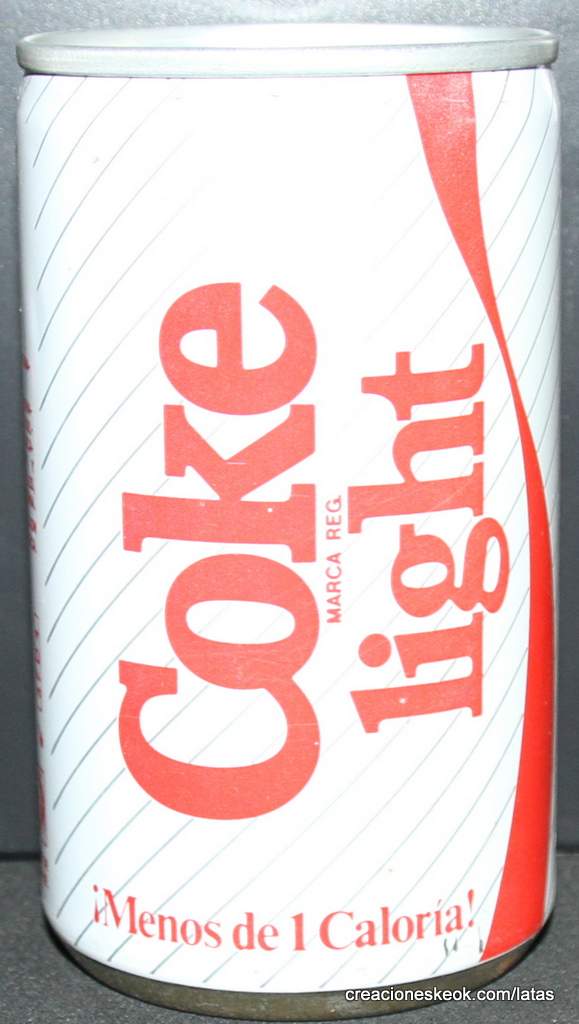 Coke
MARCA REG.
light
¡Menos de 1 Caloría!
creacioneskeok.com/latas